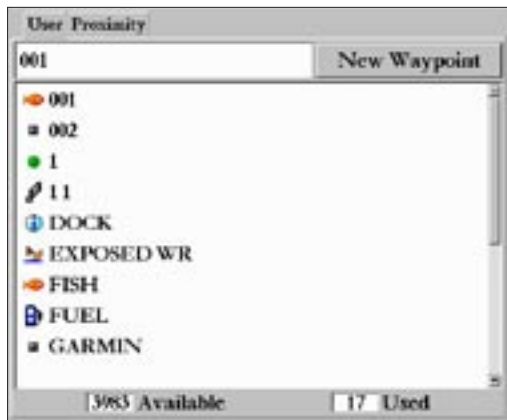 User Proximity
001 New Waypoint
001
002
1
11
DOCK
EXPOSED WR
FISH
FUEL
GARMIN
3983 Available 17 Used